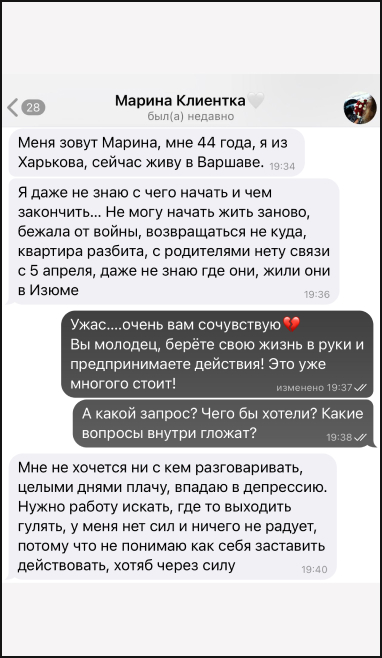 28
Марина Клиентка🤍
был(а) недавно
Меня зовут Марина, мне 44 года, я из
Харькова, сейчас живу в Варшаве. 19:34
Я даже не знаю с чего начать и чем
закончить... Не могу начать жить заново,
бежала от войны, возвращаться не куда,
квартира разбита, с родителями нету связи
с 5 апреля, даже не знаю где они, жили они
в Изюме 19:36
Ужас....очень вам сочувствую💔
Вы молодец, берёте свою жизнь в руки и
предпринимаете действия! Это уже
многого стоит! изменено 19:37
А какой запрос? Чего бы хотели? Какие
вопросы внутри гложат? 19:38
Мне не хочется ни с кем разговаривать,
целыми днями плачу, впадаю в депрессию.
Нужно работу искать, где то выходить
гулять, у меня нет сил и ничего не радует,
потому что не понимаю как себя заставить
действовать, хотяб через силу 19:40